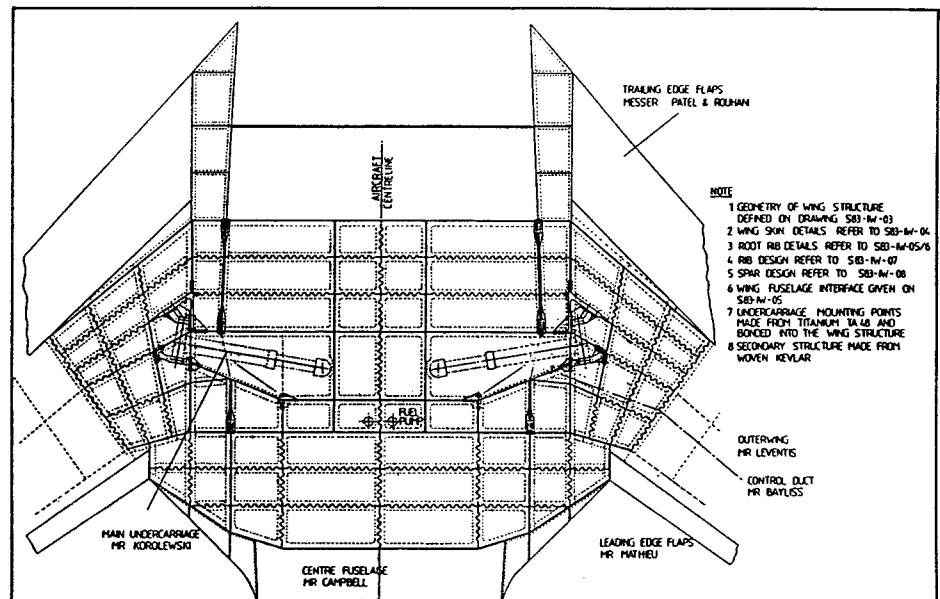 TRAILING EDGE FLAPS
MESSER PATEL & ROUHANI
AIRCRAFT
CENTRELINE
NOTE
1 GEOMETRY OF WING STRUCTURE
DEFINED ON DRAWING S83-IW-03
2 WING SKIN DETAILS REFER TO S83-IW-04
3 ROOT RIB DETAILS REFER TO S83-IW-05/6
4 RIB DESIGN REFER TO S83-IW-07
5 SPAR DESIGN REFER TO S83-IW-08
6 WING FUSELAGE INTERFACE GIVEN ON
S83-IW-05
7 UNDERCARRIAGE MOUNTING POINTS
MADE FROM TITANIUM TA 48 AND
BONDED INTO THE WING STRUCTURE
8 SECONDARY STRUCTURE MADE FROM
WOVEN KEVLAR
FUEL
PUMP
OUTERWING
MR LEVENTIS
CONTROL DUCT
MR BAYLISS
MAIN UNDERCARRIAGE
MR KOROLEWSKI
LEADING EDGE FLAPS
MR MATHIEU
CENTRE FUSELAGE
MR CAMPBELL